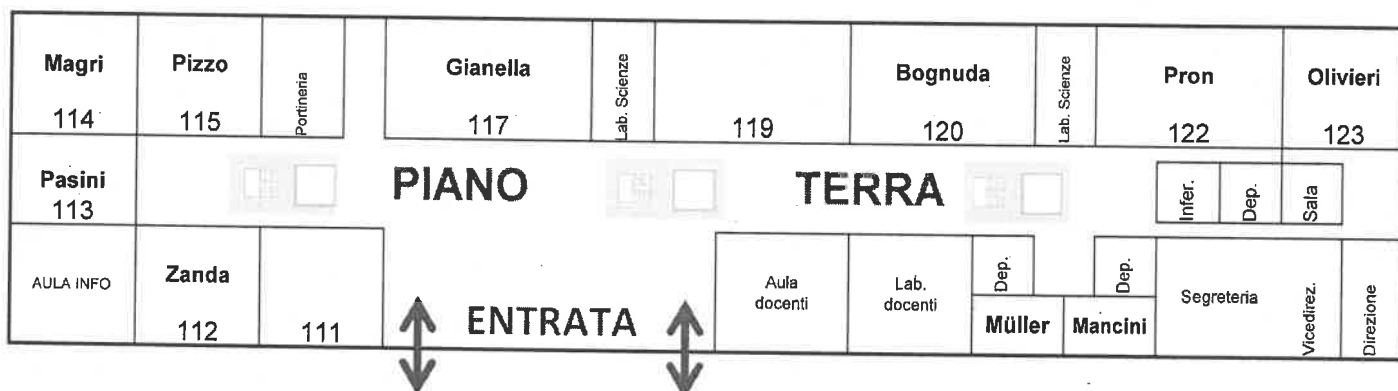 Magri
114
Pizzo
115
Portineria
Gianella
117
Lab. Scienze
119
Bognuda
120
Lab. Scienze
Pron
122
Olivieri
123
Pasini
113
PIANO TERRA
Infer.
Dep.
Sala
AULA INFO
Zanda
112
111
ENTRATA
Aula
docenti
Lab.
docenti
Dep.
Müller
Dep.
Mancini
Segreteria
Vicedirez.
Direzione